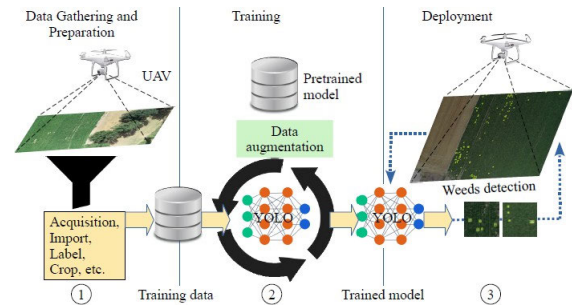 Data Gathering and
Preparation
Training
Deployment
UAV
Pretrained
model
Data
augmentation
Weeds detection
Acquisition,
Import,
Label,
Crop, etc.
YOLO
YOLO
1
Training data
2
Trained model
3